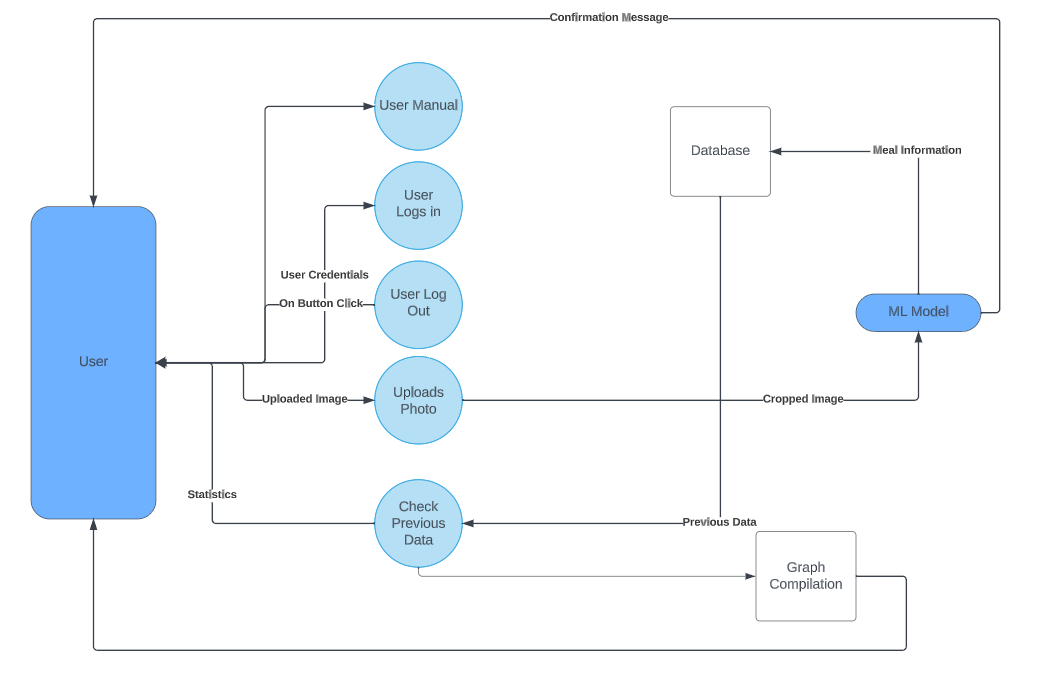 Confirmation Message
User Manual
Database
Meal Information
User
Logs in
User Credentials
On Button Click
User Log
Out
ML Model
User
Uploaded Image
Uploads
Photo
Cropped Image
Statistics
Check
Previous
Data
Previous Data
Graph
Compilation